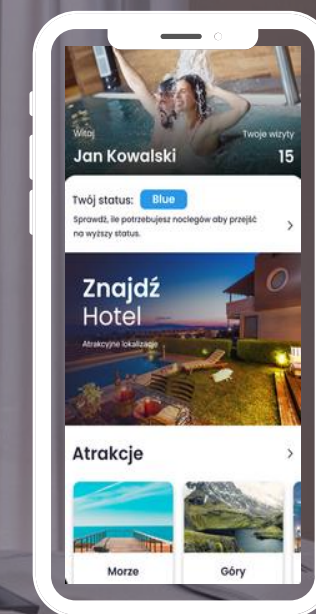 Witaj
Twoje wizyty
Jan Kowalski
15
Twój status: Blue
Sprawdź, ile potrzebujesz noclegów aby przejść
na wyższy status.
Znajdź
Hotel
Atrakcyjne lokalizacje
Atrakcje
Morze
Góry